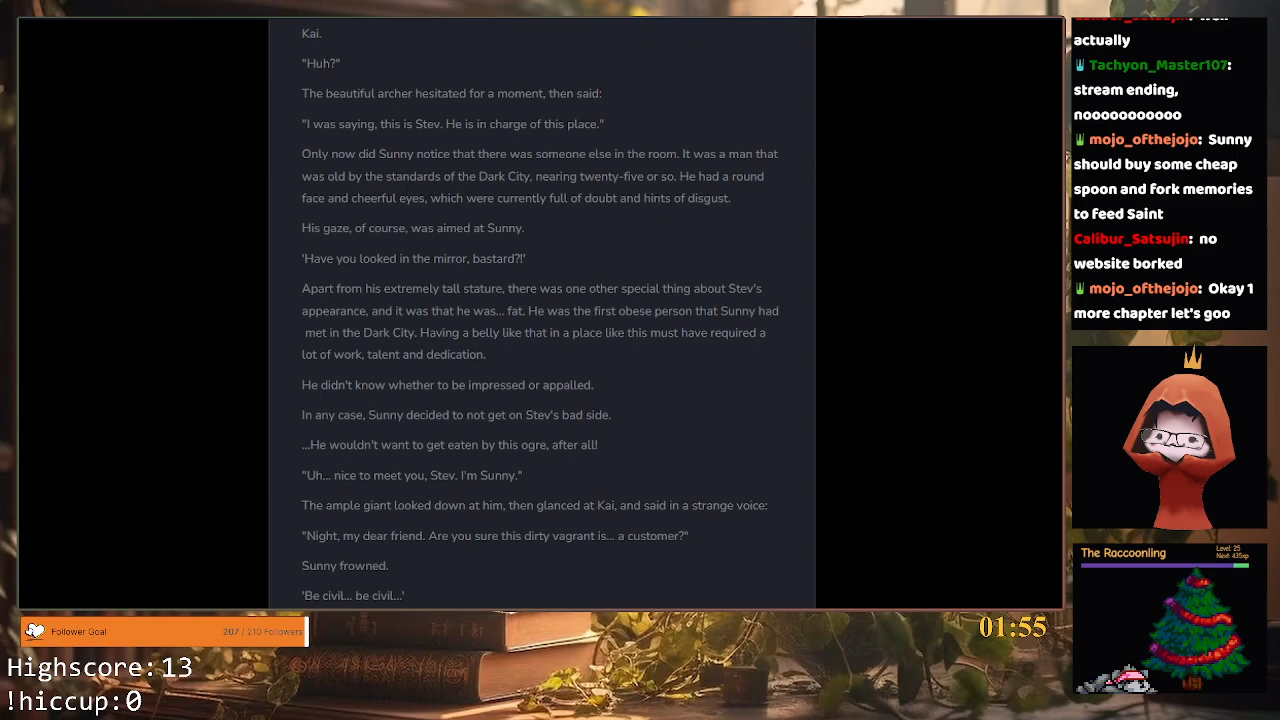 Kai.
"Huh?"
The beautiful archer hesitated for a moment, then said:
"I was saying, this is Stev. He is in charge of this place."
Only now did Sunny notice that there was someone else in the room. It was a man that
was old by the standards of the Dark City, nearing twenty-five or so. He had a round
face and cheerful eyes, which were currently full of doubt and hints of disgust.
His gaze, of course, was aimed at Sunny.
'Have you looked in the mirror, bastard?!'
Apart from his extremely tall stature, there was one other special thing about Stev's
appearance, and it was that he was... fat. He was the first obese person that Sunny had
met in the Dark City. Having a belly like that in a place like this must have required a
lot of work, talent and dedication.
He didn't know whether to be impressed or appalled.
In any case, Sunny decided to not get on Stev's bad side.
...He wouldn't want to get eaten by this ogre, after all!
"Uh... nice to meet you, Stev. I'm Sunny."
The ample giant looked down at him, then glanced at Kai, and said in a strange voice:
"Night, my dear friend. Are you sure this dirty vagrant is... a customer?"
Sunny frowned.
'Be civil... be civil...'
actually
Tachyon_Master107:
stream ending,
nooooooooooo
mojo_ofthejojo: Sunny
should buy some cheap
spoon and fork memories
to feed Saint
Calibur_Satsujin: no
website borked
mojo_ofthejojo: Okay 1
more chapter let's goo
The Raccoonling
Level: 25
Next: 435xp
Follower Goal
207 / 210 Followers
01:55
Highscore:13
!hiccup:0